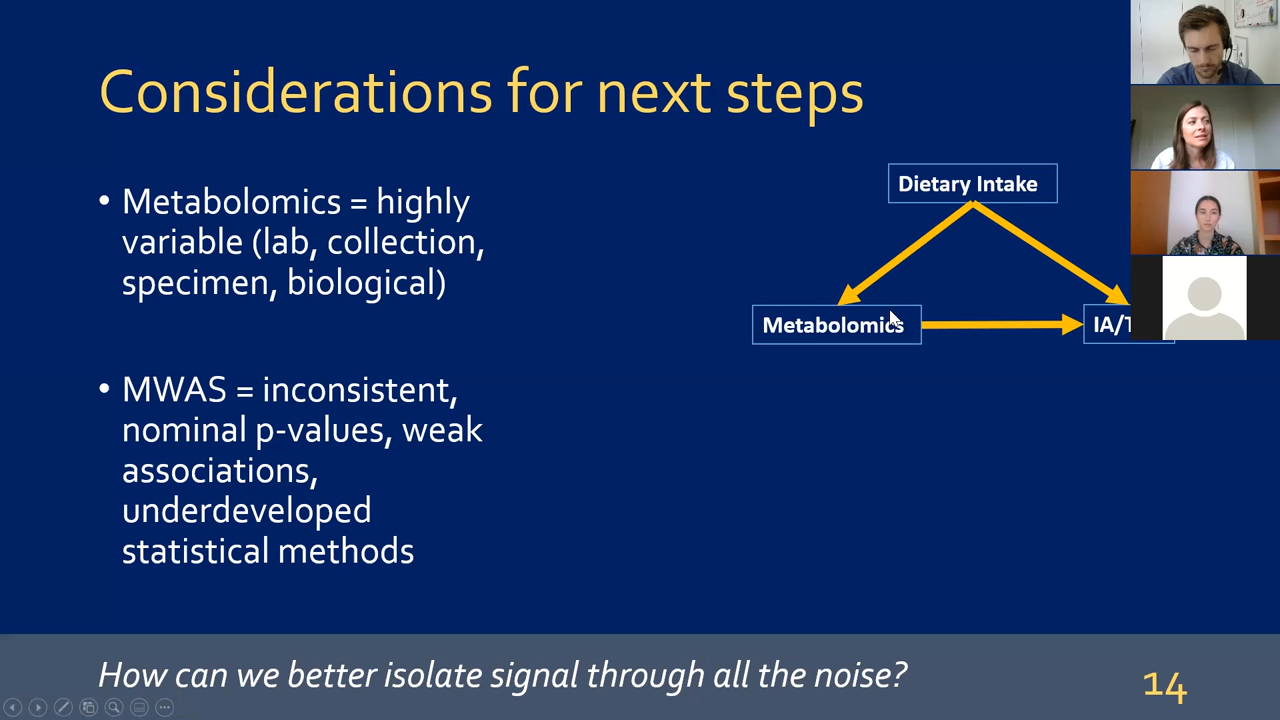 Considerations for next steps
• Metabolomics = highly
variable (lab, collection,
specimen, biological)
• MWAS = inconsistent,
nominal p-values, weak
associations,
underdeveloped
statistical methods
Dietary Intake
Metabolomics
IA/
How can we better isolate signal through all the noise?
14